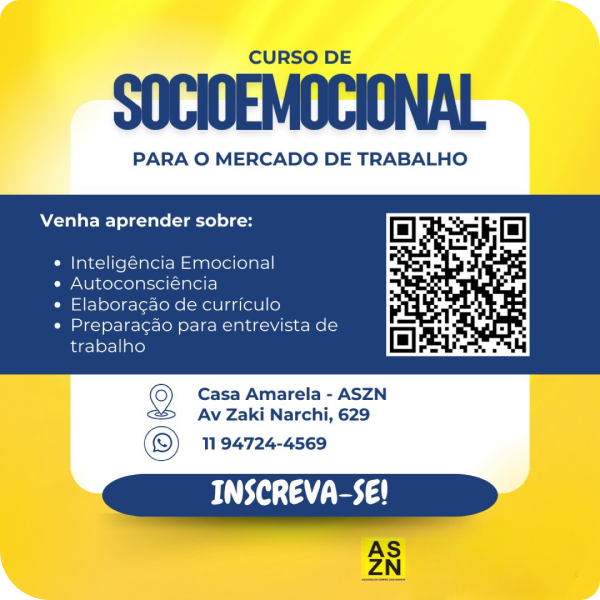 CURSO DE
SOCIOEMOCIONAL
PARA O MERCADO DE TRABALHO
Venha aprender sobre:
• Inteligência Emocional
• Autoconsciência
• Elaboração de currículo
• Preparação para entrevista de
trabalho
Casa Amarela - ASZN
Av Zaki Narchi, 629
11 94724-4569
INSCREVA-SE!
AS
ZN